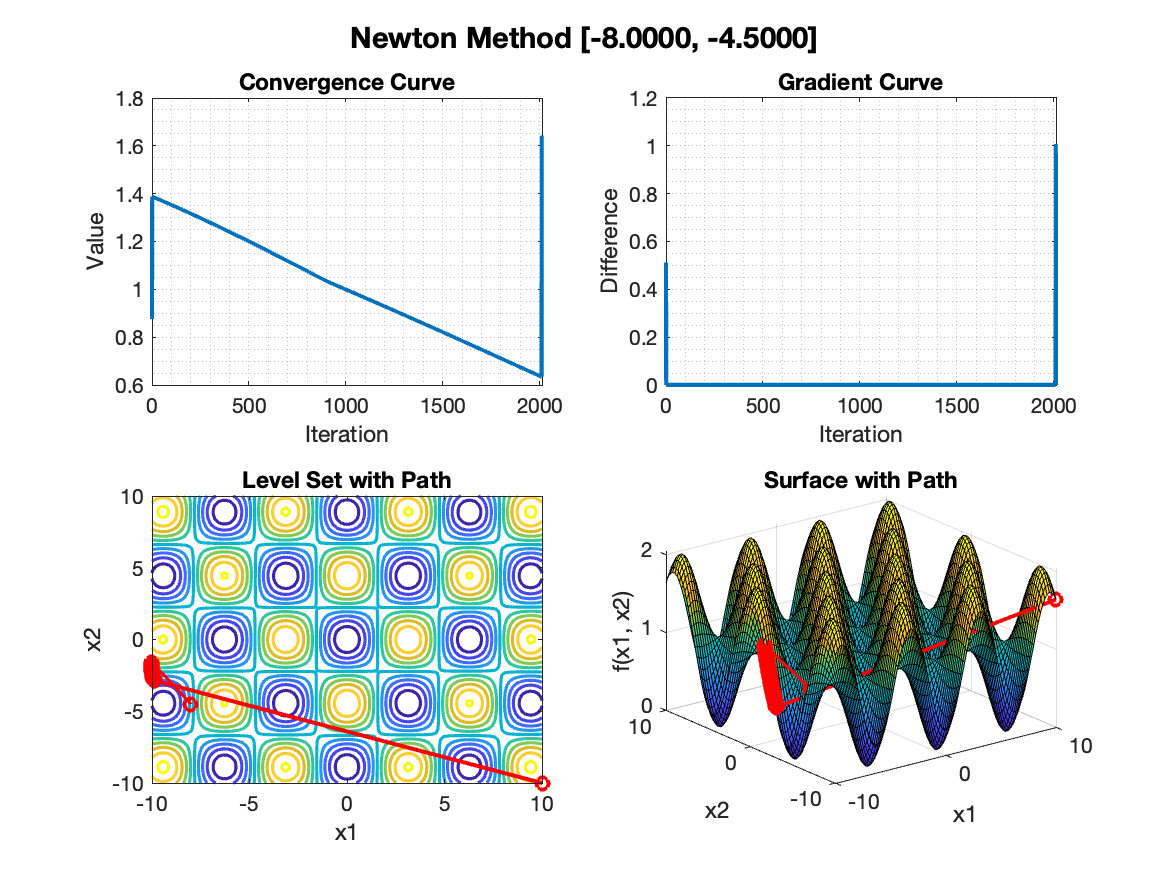 Newton Method [-8.0000, -4.5000]
Convergence Curve
1.8
1.6
1.4
1.2
1
0.8
0.6
Value
0 500 1000 1500 2000
Iteration
Gradient Curve
1.2
1
0.8
0.6
0.4
0.2
0
Difference
0 500 1000 1500 2000
Iteration
Level Set with Path
10
5
0
-5
-10
x2
-10 -5 0 5 10
x1
Surface with Path
2
1
0
f(x1, x2)
10
0
-10
x2
-10
0
10
x1